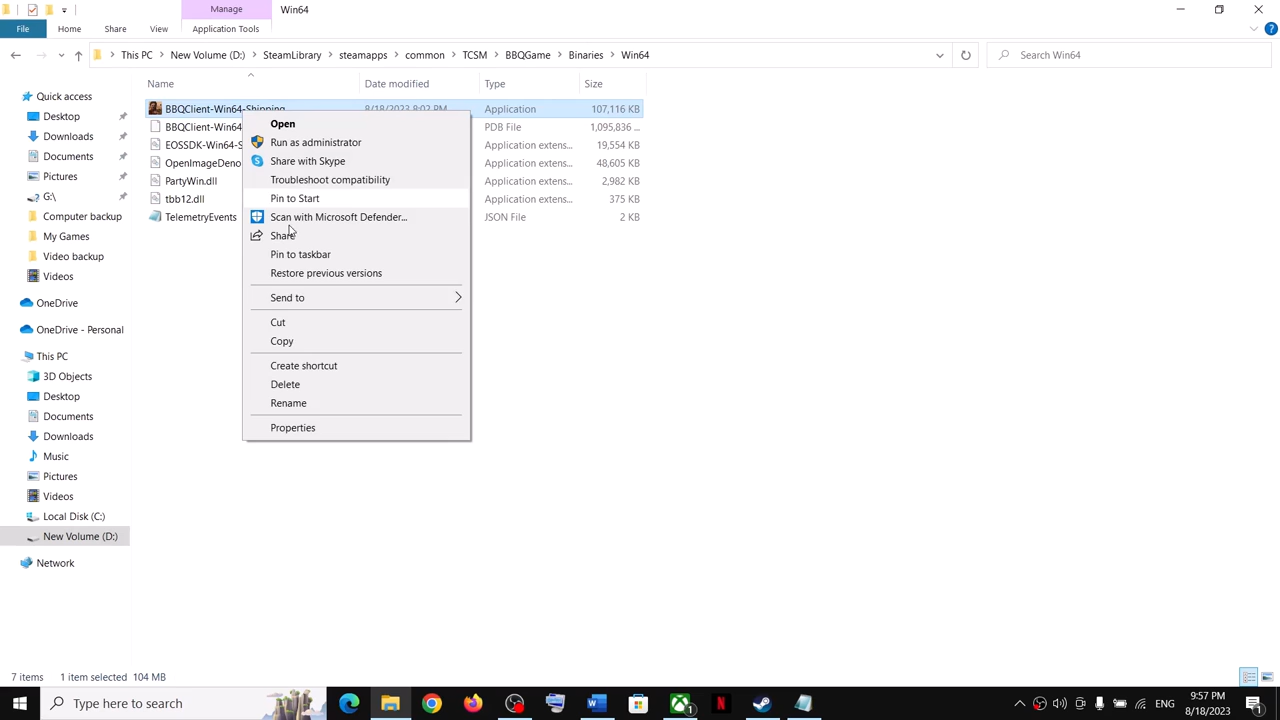 Manage
Win64
File
Home
Share
View
Application Tools
This PC
New Volume (D:)
SteamLibrary
steamapps
common
TCSM
BBQGame
Binaries
Win64
Search Win64
Name
Date modified
Type
Size
BBQClient-Win64-Shipping
8/18/2023 8:02 PM
Application
107,116 KB
BBQClient-Win64
PDB File
1,095,836 ...
EOSSDK-Win64-S
Application extens...
19,554 KB
OpenImageDeno
Application extens...
48,605 KB
PartyWin.dll
Application extens...
2,982 KB
tbb12.dll
Application extens...
375 KB
TelemetryEvents
JSON File
2 KB
Open
Run as administrator
Share with Skype
Troubleshoot compatibility
Pin to Start
Scan with Microsoft Defender...
Share
Pin to taskbar
Restore previous versions
Send to
Cut
Copy
Create shortcut
Delete
Rename
Properties
Quick access
Desktop
Downloads
Documents
Pictures
G:\
Computer backup
My Games
Video backup
Videos
OneDrive
OneDrive - Personal
This PC
3D Objects
Desktop
Documents
Downloads
Music
Pictures
Videos
Local Disk (C:)
New Volume (D:)
Network
7 items
1 item selected 104 MB
Type here to search
1
ENG
9:57 PM
8/18/2023
1